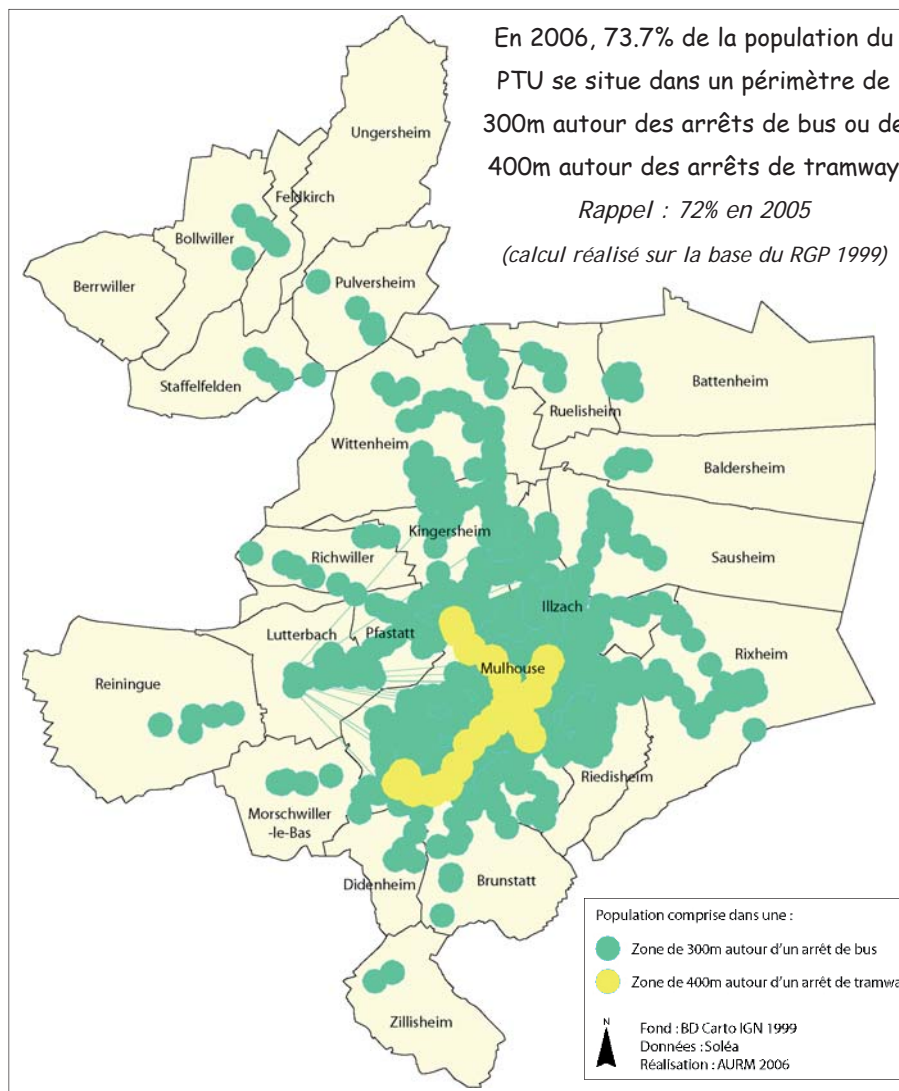 En 2006, 73.7% de la population du
PTU se situe dans un périmètre de
300m autour des arrêts de bus ou de
400m autour des arrêts de tramway
Rappel : 72% en 2005
(calcul réalisé sur la base du RGP 1999)
Ungersheim
Feldkirch
Bollwiller
Berrwiller
Pulversheim
Staffelfelden
Battenheim
Ruelisheim
Wittenheim
Baldersheim
Kingersheim
Richwiller
Sausheim
Illzach
Lutterbach
Pfastatt
Mulhouse
Rixheim
Reiningue
Riedisheim
Morschwiller
-le-Bas
Didenheim
Brunstatt
Zillisheim
Population comprise dans une :
Zone de 300m autour d'un arrêt de bus
Zone de 400m autour d'un arrêt de tramwa
N
Fond : BD Carto IGN 1999
Données : Soléa
Réalisation : AURM 2006